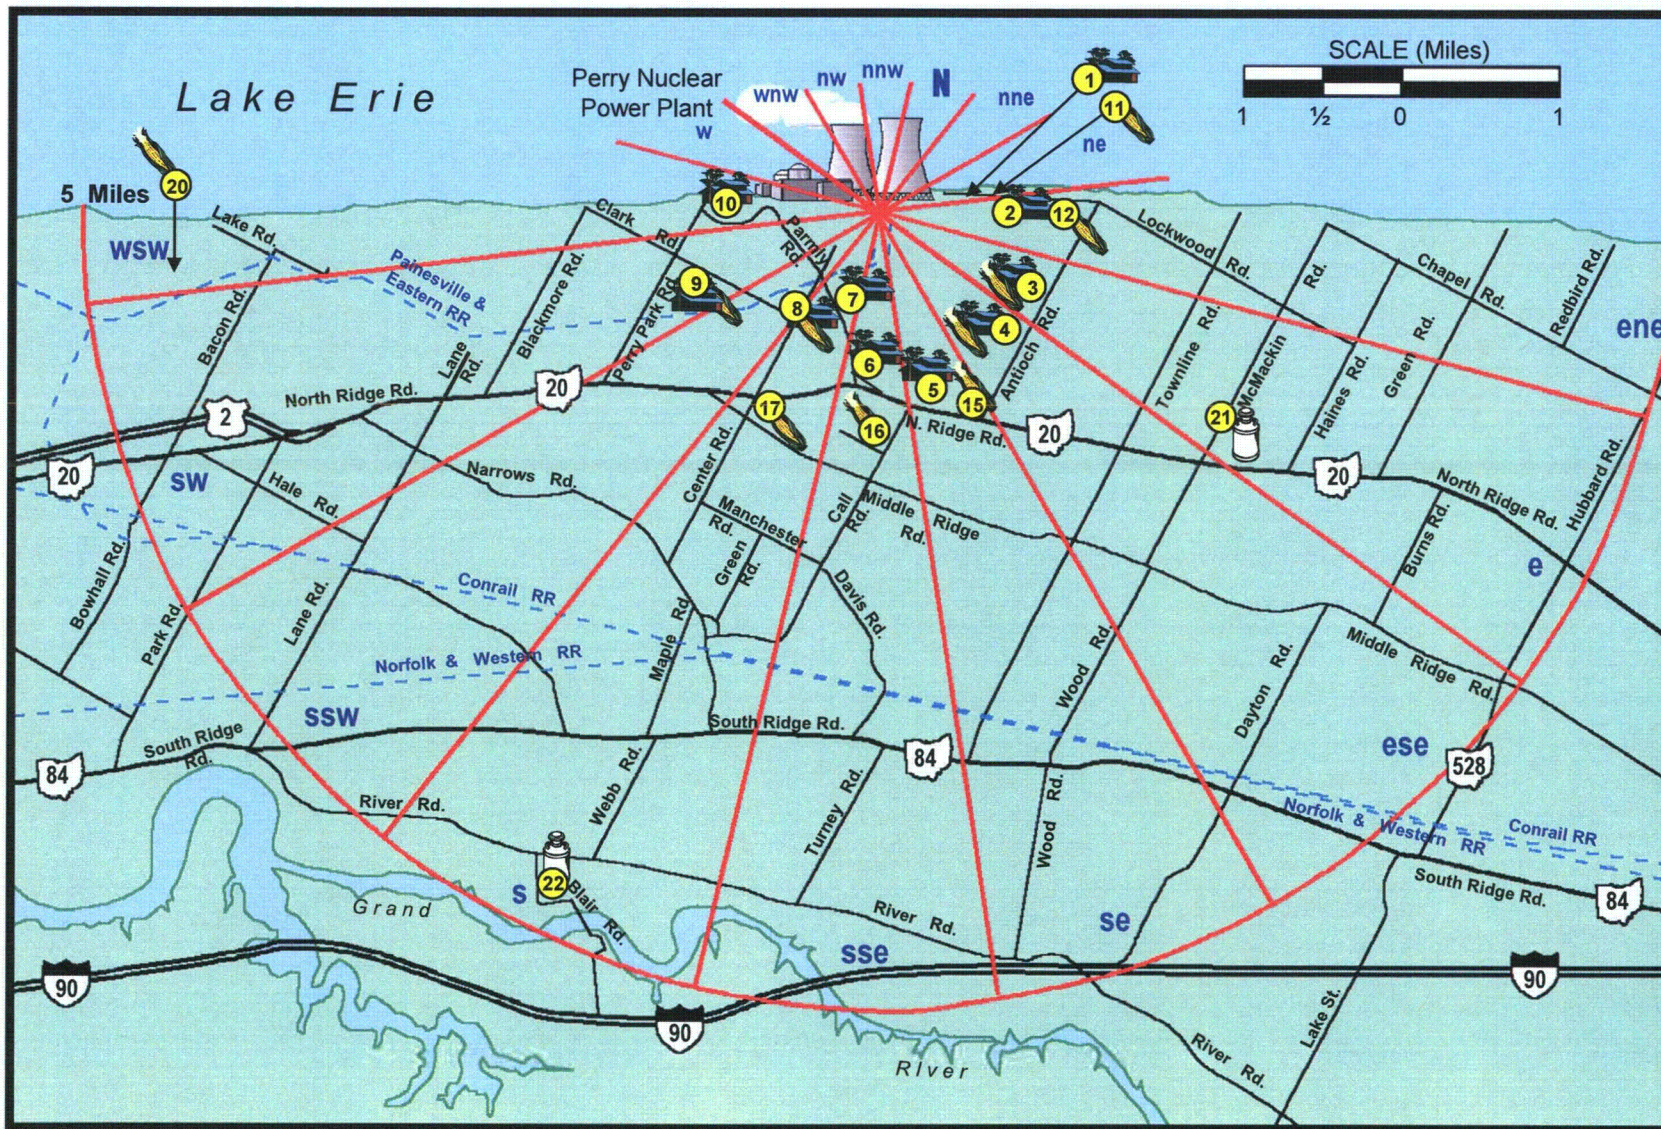 SCALE (Miles)
1 ½ 0 1
Lake Erie
Perry Nuclear
Power Plant
w
wnw
nw
nnw
N
nne
ne
1
11
20
5 Miles
wsw
10
2
12
Lake Rd.
Clark Rd.
Parmly Rd.
Lockwood Rd.
Chapel Rd.
Redbird Rd.
Painesville &
Eastern RR
Bacon Rd.
Blackmore Rd.
Perry Park Rd.
9
8
7
3
4
6
5
15
Antioch Rd.
Townline Rd.
McMackin Rd.
Haines Rd.
Green Rd.
ene
Lane Rd.
North Ridge Rd.
20
2
17
16
N. Ridge Rd.
20
21
20
North Ridge Rd.
Hubbard Rd.
20
sw
Hale Rd.
Narrows Rd.
Center Rd.
Manchester Rd.
Call Rd.
Middle Ridge Rd.
Burns Rd.
e
Green Rd.
Davis Rd.
Bowhall Rd.
Park Rd.
Lane Rd.
Conrail RR
Norfolk & Western RR
Maple Rd.
Wood Rd.
Dayton Rd.
Middle Ridge Rd.
ssw
South Ridge Rd.
South Ridge Rd.
84
84
ese
528
River Rd.
Webb Rd.
Turney Rd.
Wood Rd.
Norfolk & Western RR
Conrail RR
South Ridge Rd.
84
22
s
Blair Rd.
Grand
River Rd.
se
sse
90
90
90
River
River Rd.
Lake St.